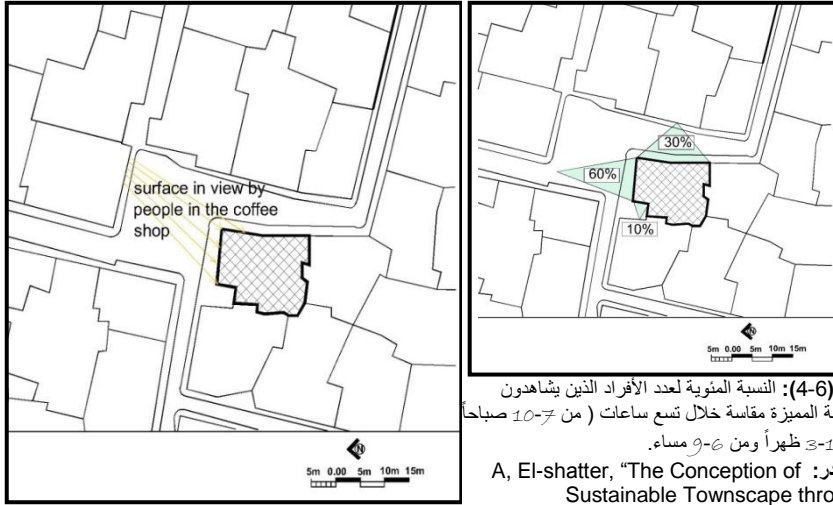 surface in view by
people in the coffee
shop
5m 0.00 5m 10m 15m
30%
60%
10%
5m 0.00 5m 10m 15m
(4-6): النسبة المئوية لعدد الأفراد الذين يشاهدون
المميزة مقاسة خلال تسع ساعات ( من 7-10 صباحاً
3-1 ظهراً ومن 6-9 مساء.
A, El-shatter, “The Conception of
Sustainable Townscape